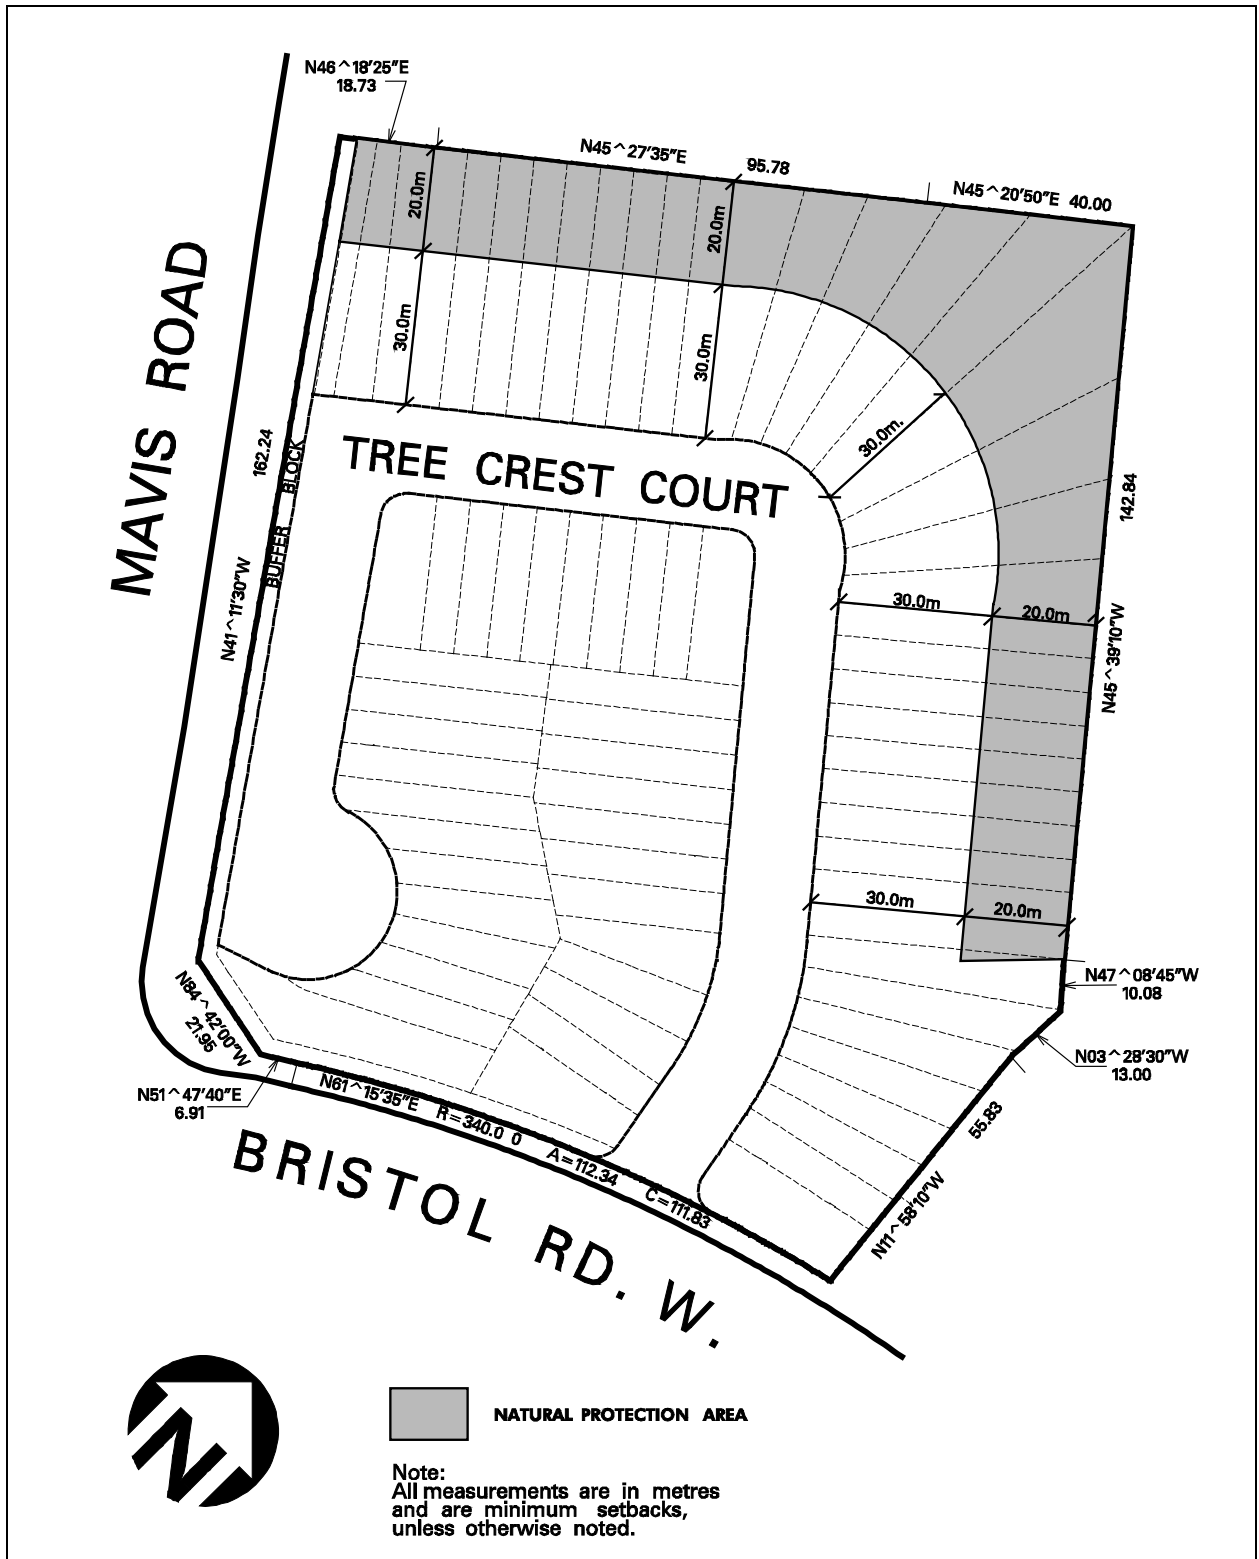 N46^18'25"E
18.73
N45^27'35"E
95.78
N45^20'50"E 40.00
20.0m
20.0m
30.0m
30.0m
30.0m.
MAVIS ROAD
162.24
BUFFER BLOCK
N41^11'30"W
TREE CREST COURT
142.84
N45^39'10"W
30.0m
20.0m
30.0m
20.0m
N47^08'45"W
10.08
N03^28'30"W
13.00
55.83
N11^58'10"W
N84^42'00"W
21.95
N51^47'40"E
6.91
N61^15'35"E R=340.0 0 A=112.34 C=111.83
BRISTOL RD. W.
N
NATURAL PROTECTION AREA
Note:
All measurements are in metres
and are minimum setbacks,
unless otherwise noted.